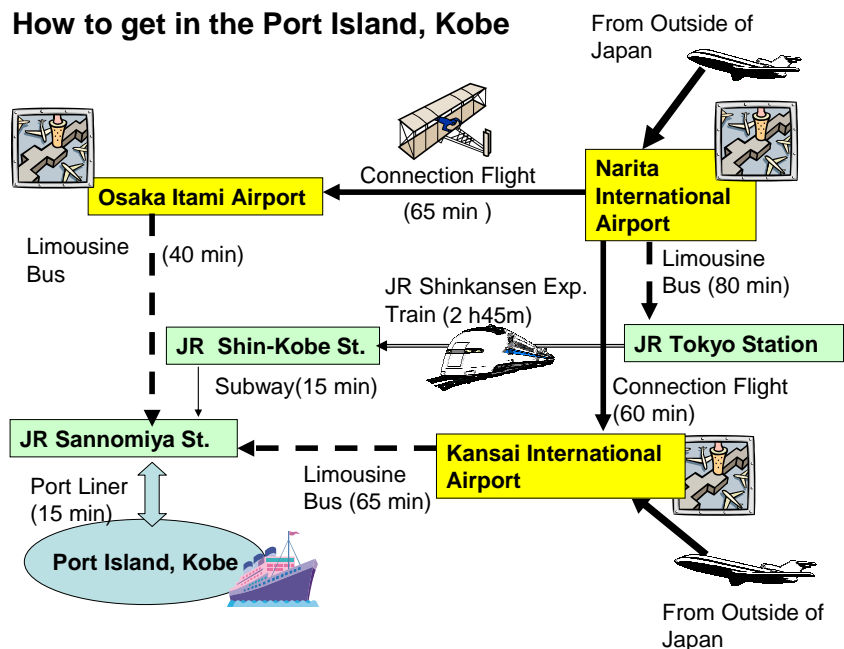 How to get in the Port Island, Kobe
From Outside of
Japan
Connection Flight
(65 min )
Narita
International
Airport
Osaka Itami Airport
Limousine
Bus
(40 min)
Limousine
Bus (80 min)
JR Shinkansen Exp.
Train (2 h45m)
JR Shin-Kobe St.
JR Tokyo Station
Subway(15 min)
Connection Flight
(60 min)
JR Sannomiya St.
Kansai International
Airport
Limousine
Bus (65 min)
Port Liner
(15 min)
Port Island, Kobe
From Outside of
Japan